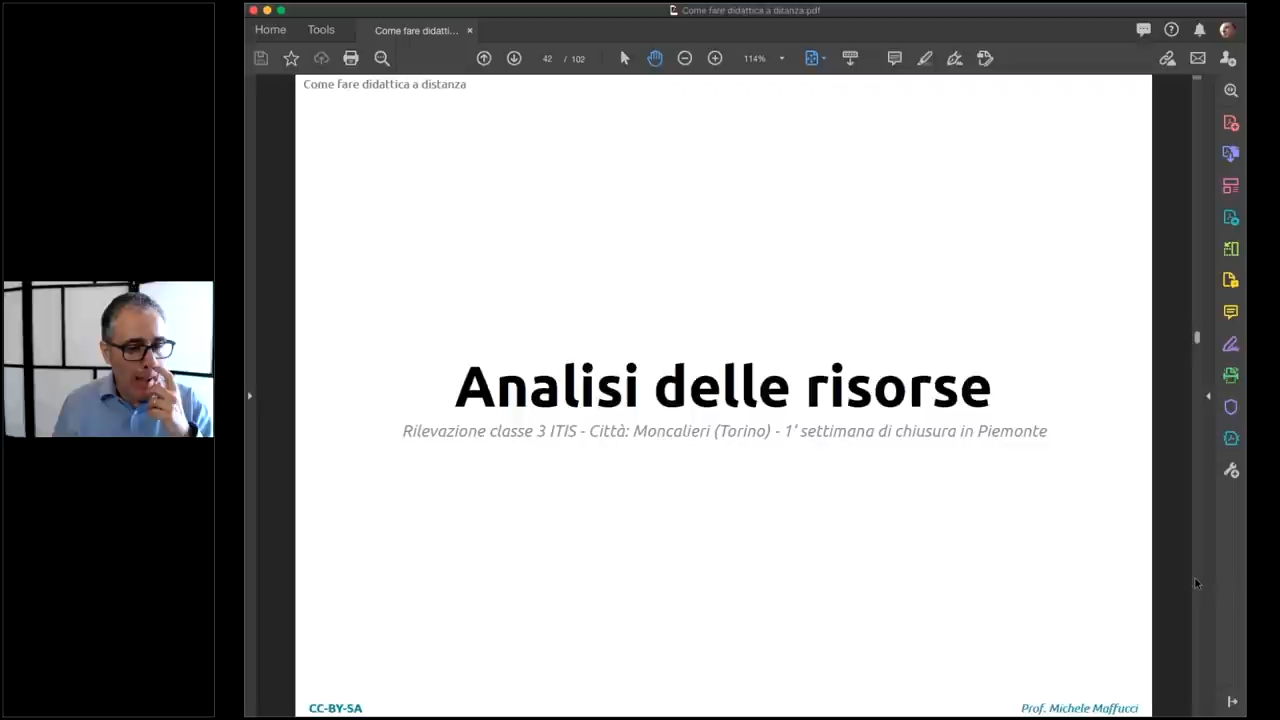 Come fare didattica a ditanza.pdf
Home Tools Come fare didatti... ×
42 / 102 114%
Come fare didattica a distanza
Analisi delle risorse
Rilevazione classe 3 ITIS - Città: Moncalieri (Torino) - 1' settimana di chiusura in Piemonte
CC-BY-SA Prof. Michele Maffucci